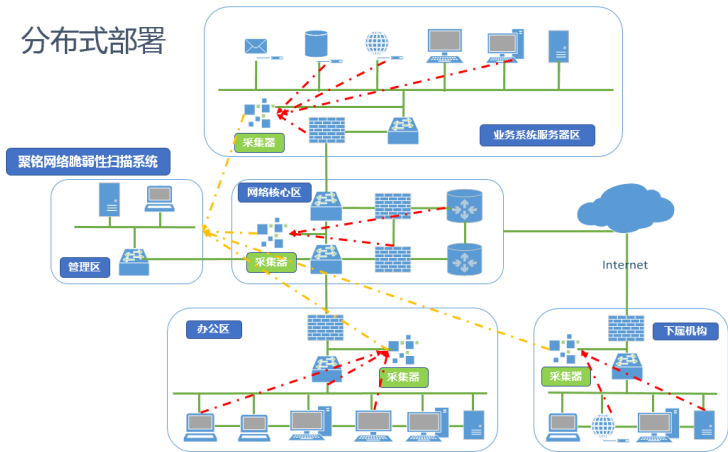 分布式部署
采集器
业务系统服务器区
聚铭网络脆弱性扫描系统
网络核心区
采集器
管理区
Internet
办公区
下属机构
采集器
采集器